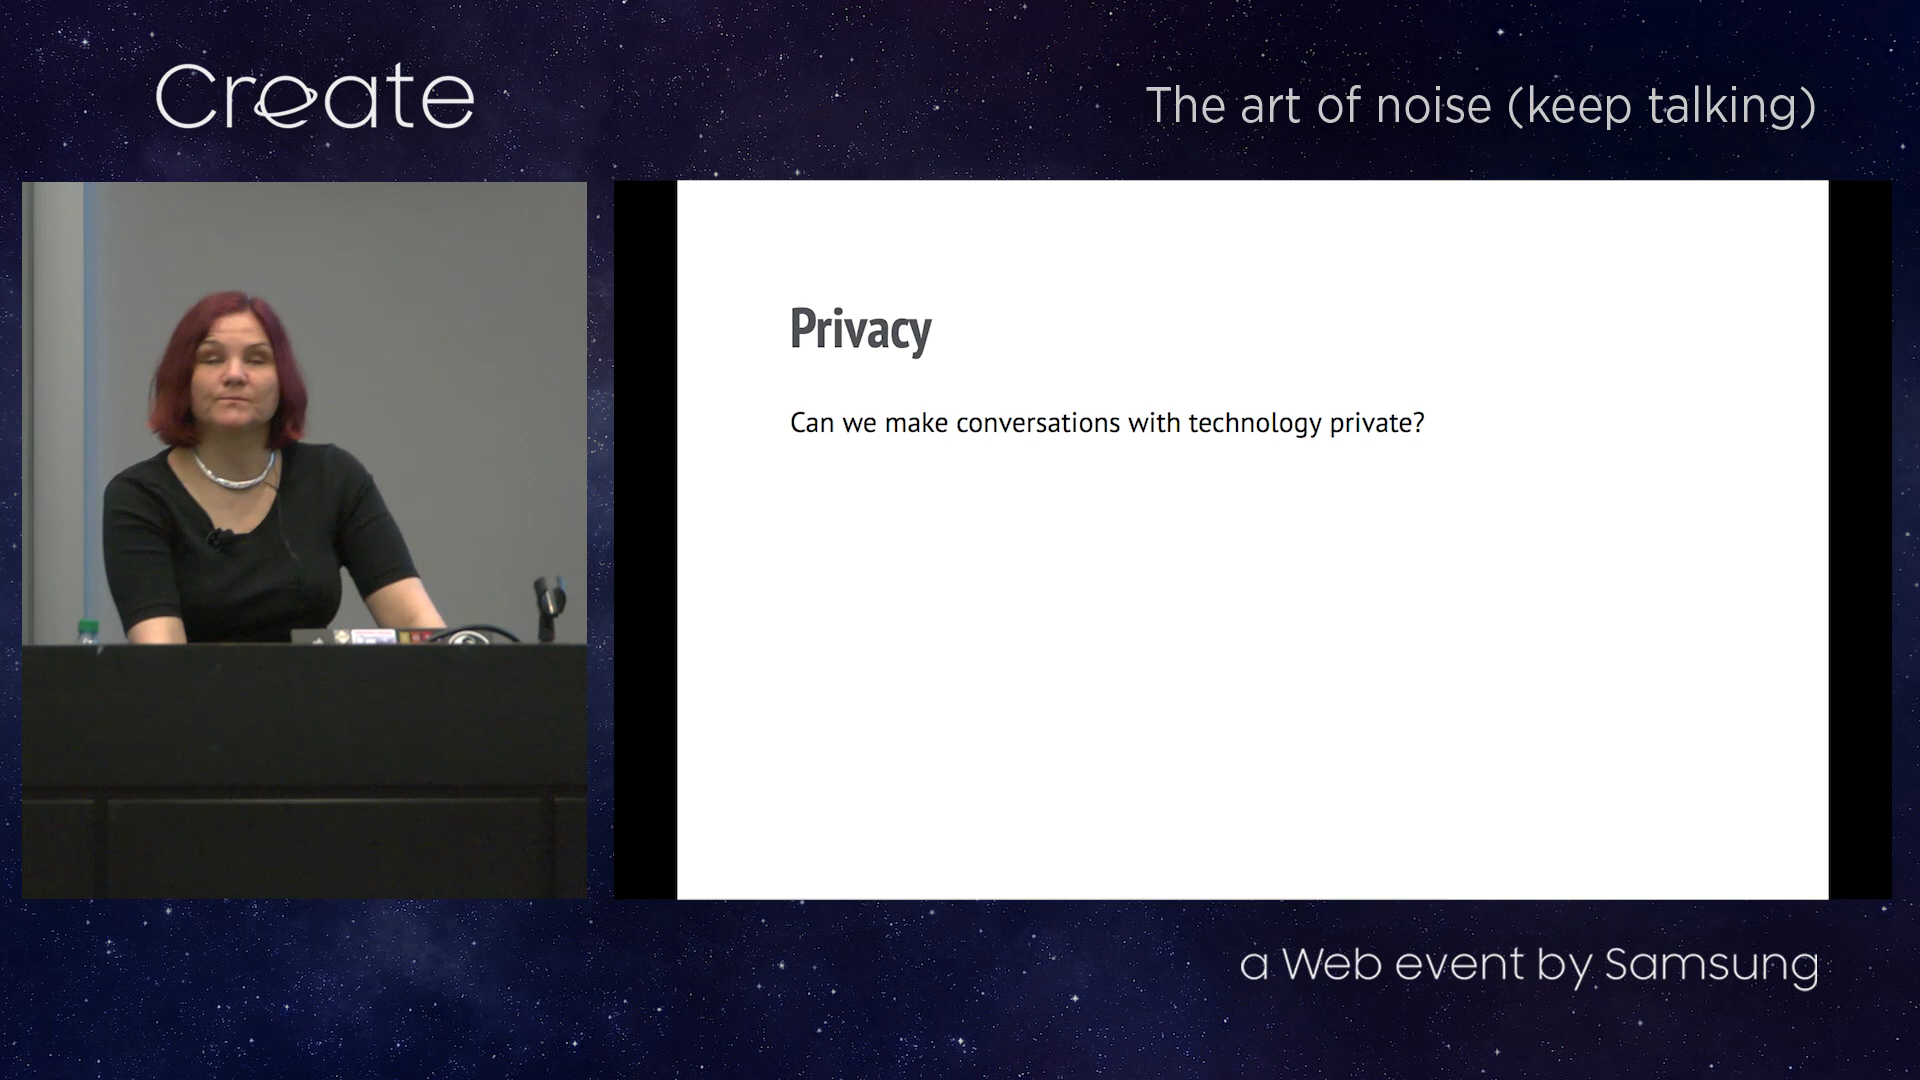 Create
The art of noise (keep talking)
Privacy
Can we make conversations with technology private?
a Web event by Samsung